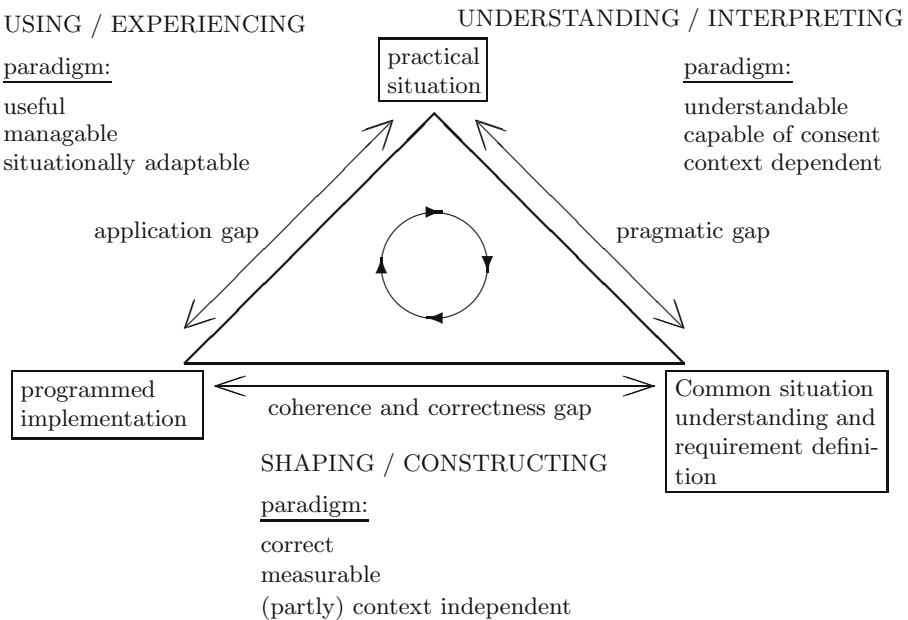 USING / EXPERIENCING
UNDERSTANDING / INTERPRETING
paradigm:
useful
managable
situationally adaptable
practical
situation
paradigm:
understandable
capable of consent
context dependent
application gap
pragmatic gap
programmed
implementation
coherence and correctness gap
Common situation
understanding and
requirement defini-
tion
SHAPING / CONSTRUCTING
paradigm:
correct
measurable
(partly) context independent